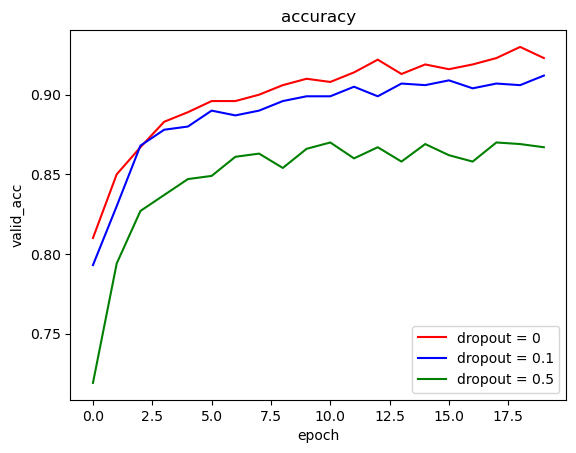 accuracy
valid_acc
0.90
0.85
0.80
0.75
0.0 2.5 5.0 7.5 10.0 12.5 15.0 17.5
epoch
dropout = 0
dropout = 0.1
dropout = 0.5